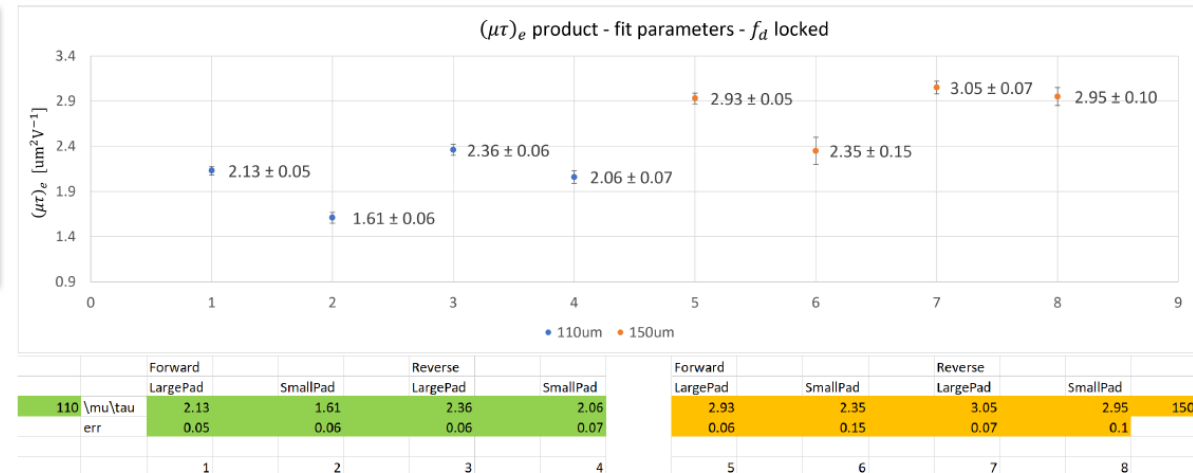 (μτ)ₑ product - fit parameters - f_d locked
(μτ)ₑ [um²V⁻¹]
3.4
2.9
2.4
1.9
1.4
0.9
2.13 ± 0.05
1.61 ± 0.06
2.36 ± 0.06
2.06 ± 0.07
2.93 ± 0.05
2.35 ± 0.15
3.05 ± 0.07
2.95 ± 0.10
0 1 2 3 4 5 6 7 8 9
110um 150um
Forward Reverse Forward Reverse
LargePad SmallPad LargePad SmallPad LargePad SmallPad LargePad SmallPad
110 \mu\tau 2.13 1.61 2.36 2.06 2.93 2.35 3.05 2.95 150
err 0.05 0.06 0.06 0.07 0.06 0.15 0.07 0.1
1 2 3 4 5 6 7 8